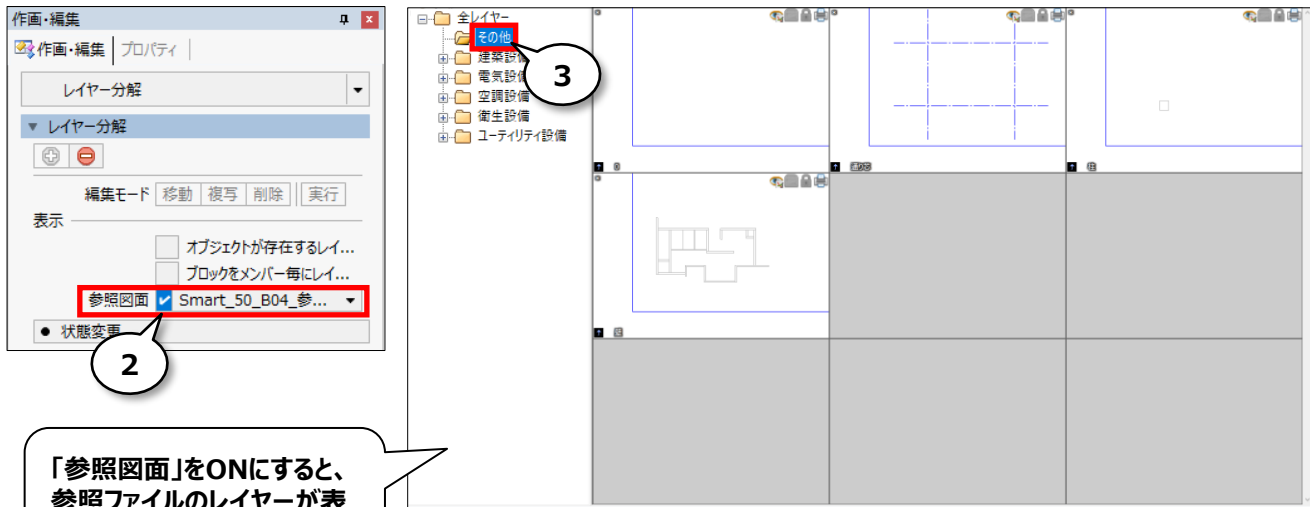 作画・編集
作画・編集 プロパティ
レイヤー分解
レイヤー分解
編集モード 移動 複写 削除 実行
表示
オブジェクトが存在するレイ...
ブロックをメンバー毎にレイ...
参照図面 Smart_50_B04_参...
状態変更
2
全レイヤー
その他
建築設備
電気設備
空調設備
衛生設備
ユーティリティ設備
3
「参照図面」をONにすると、
参照ファイルのレイヤーが表